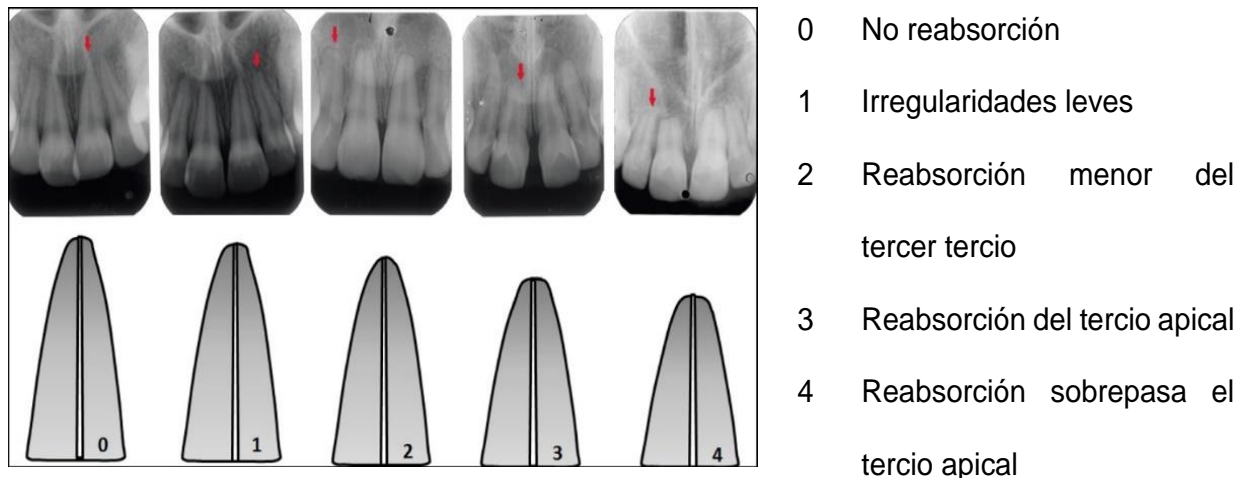 0 No reabsorción
1 Irregularidades leves
2 Reabsorción menor del
tercer tercio
3 Reabsorción del tercio apical
4 Reabsorción sobrepasa el
tercio apical
0
1
2
3
4